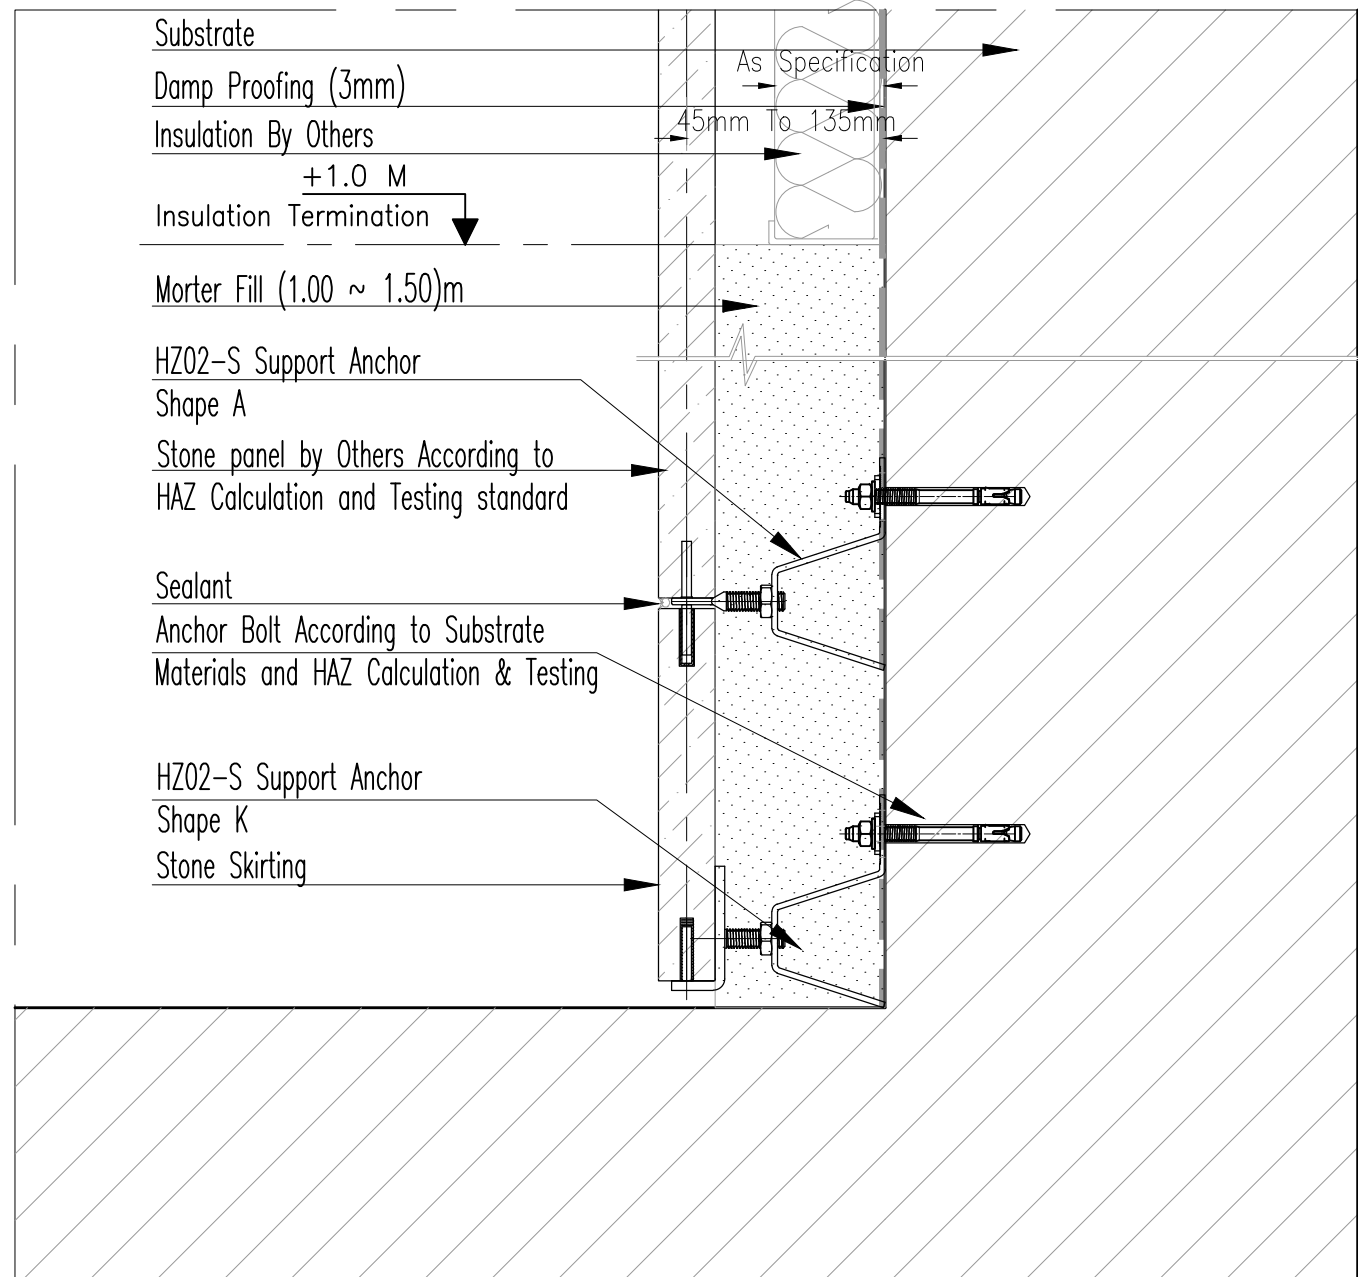 Substrate
As Specification
Damp Proofing (3mm)
45mm To 135mm
Insulation By Others
+1.0 M
Insulation Termination
Morter Fill (1.00 ~ 1.50)m
HZ02-S Support Anchor
Shape A
Stone panel by Others According to
HAZ Calculation and Testing standard
Sealant
Anchor Bolt According to Substrate
Materials and HAZ Calculation & Testing
HZ02-S Support Anchor
Shape K
Stone Skirting